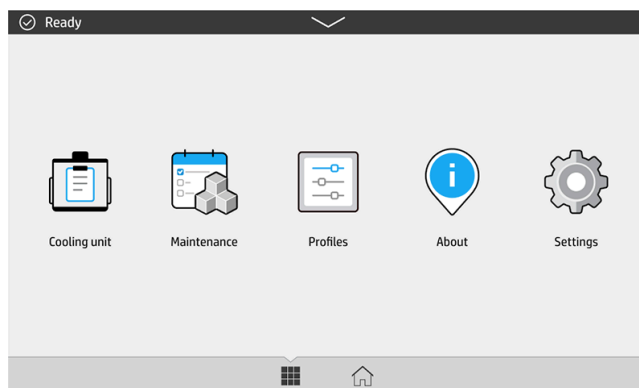 Ready
Cooling unit
Maintenance
Profiles
About
Settings